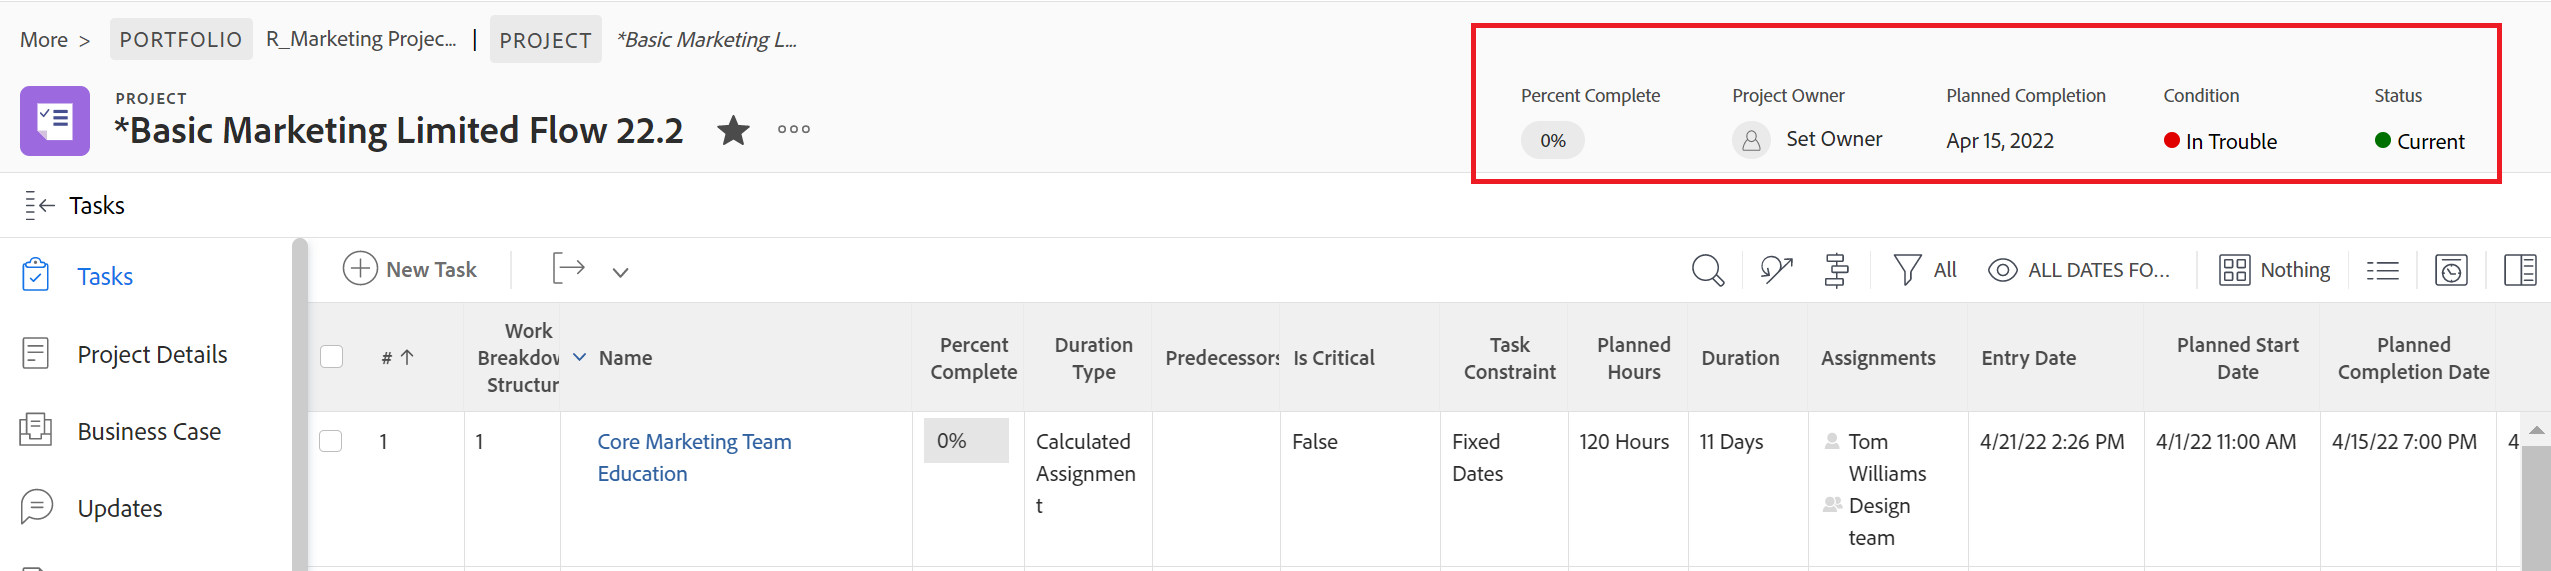 More > PORTFOLIO R_Marketing Projec... | PROJECT *Basic Marketing L...
PROJECT
*Basic Marketing Limited Flow 22.2
Percent Complete Project Owner Planned Completion Condition Status
0% Set Owner Apr 15, 2022 In Trouble Current
Tasks
Tasks
Project Details
Business Case
Updates
New Task
All ALL DATES FO... Nothing
# Work
Breakdow
Structur
Name
Percent
Complete
Duration
Type
Predecessors
Is Critical
Task
Constraint
Planned
Hours
Duration
Assignments
Entry Date
Planned Start
Date
Planned
Completion Date
1
1
Core Marketing Team
Education
0%
Calculated
Assignmen
t
False
Fixed
Dates
120 Hours
11 Days
Tom
Williams
Design
team
4/21/22 2:26 PM
4/1/22 11:00 AM
4/15/22 7:00 PM
4